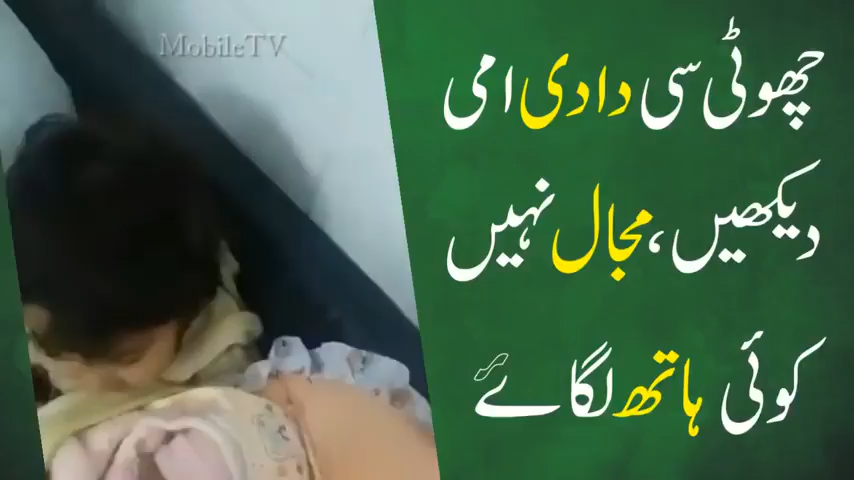 MobileTV
چھوٹی سی دادی امی
دیکھیں، مجال نہیں
کوئی ہاتھ لگائے